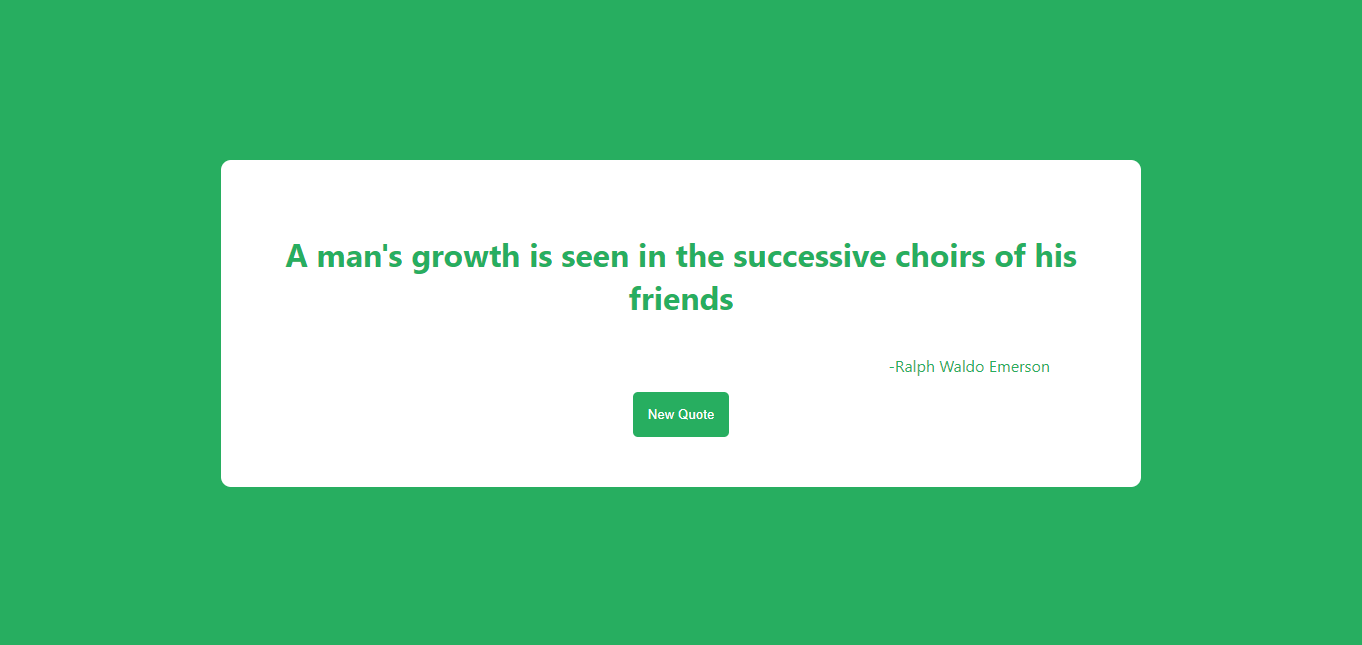 A man's growth is seen in the successive choirs of his
friends
-Ralph Waldo Emerson
New Quote